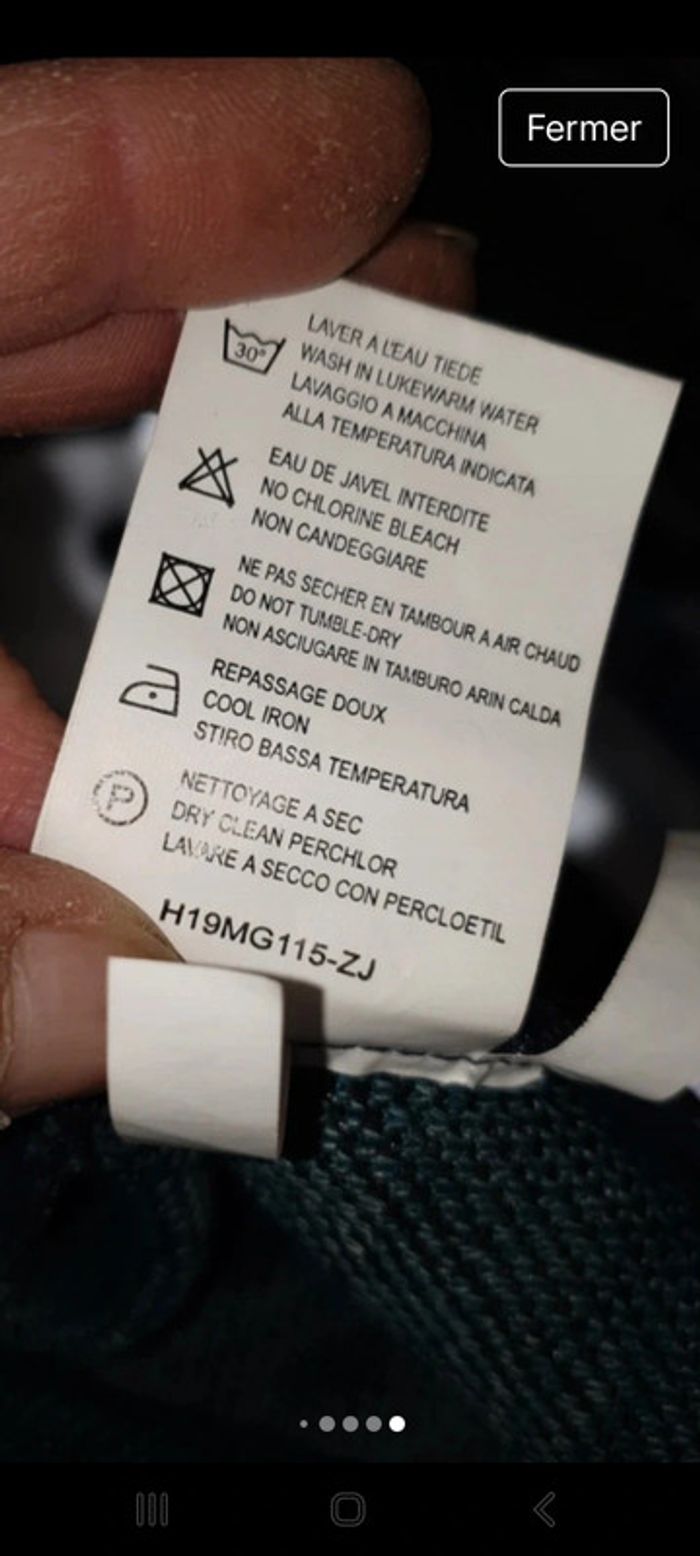 Fermer
30°
LAVER A L'EAU TIEDE
WASH IN LUKEWARM WATER
LAVAGGIO A MACCHINA
ALLA TEMPERATURA INDICATA
EAU DE JAVEL INTERDITE
NO CHLORINE BLEACH
NON CANDEGGIARE
NE PAS SECHER EN TAMBOUR A AIR CHAUD
DO NOT TUMBLE-DRY
NON ASCIUGARE IN TAMBURO ARIN CALDA
REPASSAGE DOUX
COOL IRON
STIRO BASSA TEMPERATURA
P
NETTOYAGE A SEC
DRY CLEAN PERCHLOR
LAVARE A SECCO CON PERCLOETIL
H19MG115-ZJ